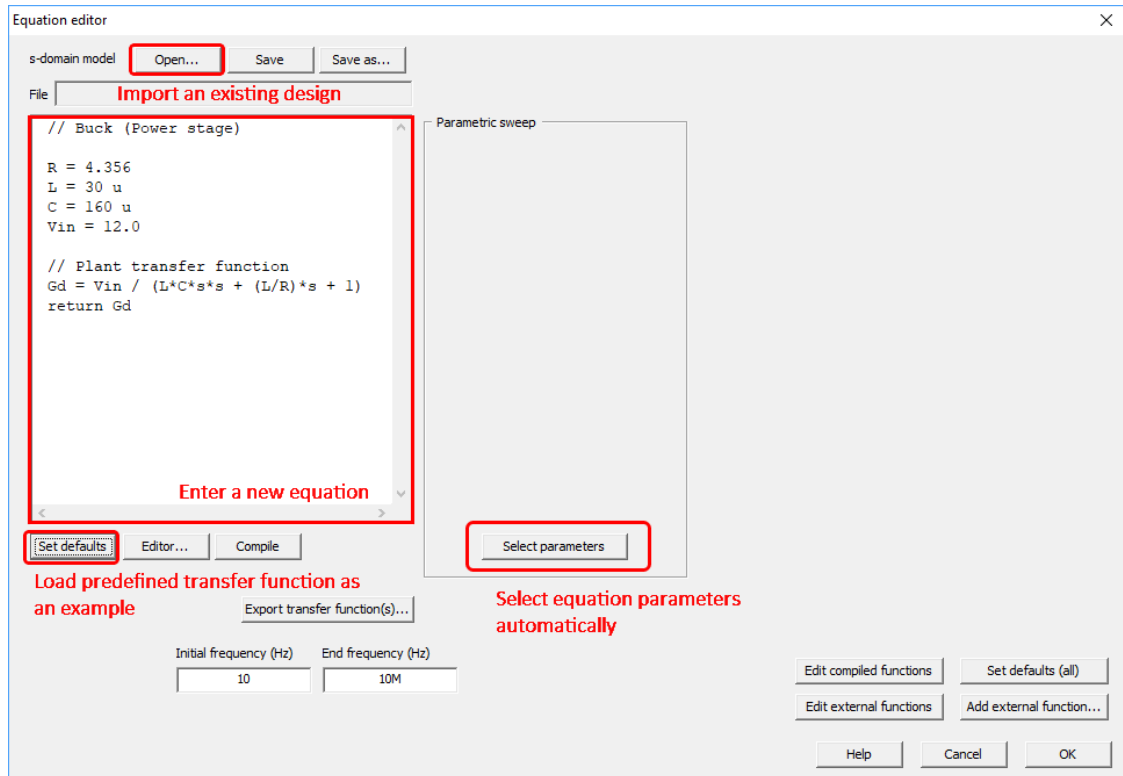 Equation editor
s-domain model Open... Save Save as...
File Import an existing design
// Buck (Power stage)
Parametric sweep
R = 4.356
L = 30 u
C = 160 u
Vin = 12.0
// Plant transfer function
Gd = Vin / (L*C*s*s + (L/R)*s + 1)
return Gd
Enter a new equation
Set defaults Editor... Compile Select parameters
Load predefined transfer function as
an example
Export transfer function(s)...
Select equation parameters
automatically
Initial frequency (Hz) End frequency (Hz)
10 10M
Edit compiled functions Set defaults (all)
Edit external functions Add external function...
Help Cancel OK